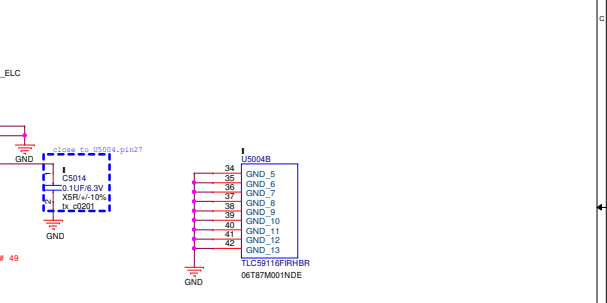 C
_ELC
close to U5004.pin27
GND
1
I
C5014
0.1UF/6.3V
X5R/+/-10%
tx_c0201
2
GND
# 49
I
U5004B
34 GND_5
35 GND_6
36 GND_7
37 GND_8
38 GND_9
39 GND_10
40 GND_11
41 GND_12
42 GND_13
TLC59116FIRHBR
06T87M001NDE
GND